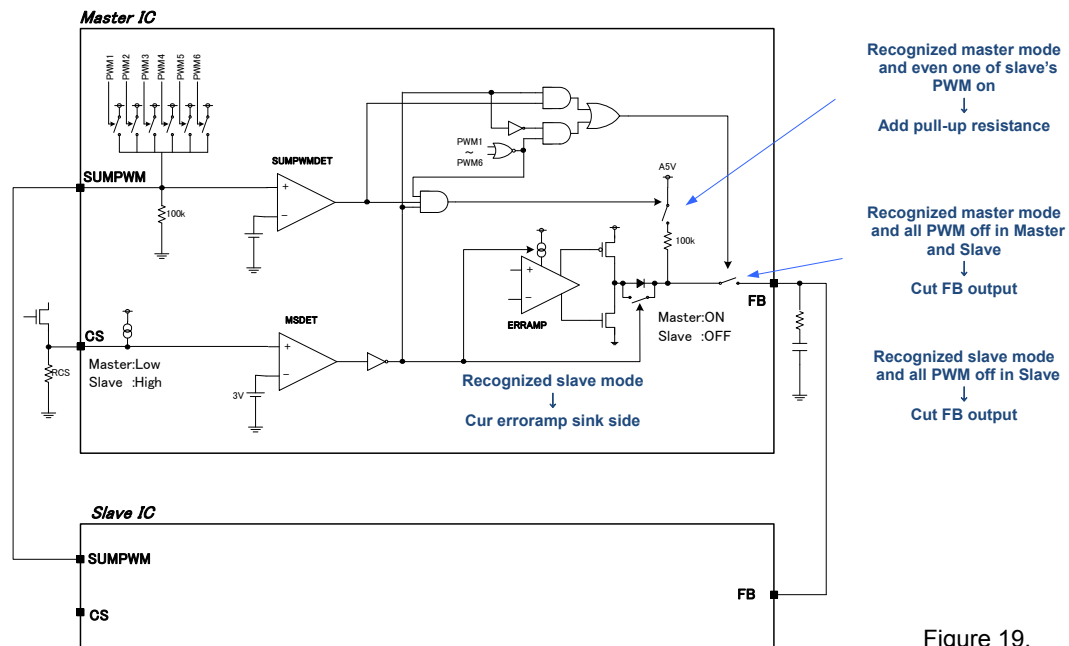 Master IC
PWM1
PWM2
PWM3
PWM4
PWM5
PWM6
SUMPWM
SUMPWMDET
100k
PWM1
～
PWM6
A5V
100k
FB
ERRAMP
Master:ON
Slave :OFF
CS
Master:Low
Slave :High
RCS
MSDET
3V
Recognized slave mode
↓
Cur erroramp sink side
Recognized master mode
and even one of slave's
PWM on
↓
Add pull-up resistance
Recognized master mode
and all PWM off in Master
and Slave
↓
Cut FB output
Recognized slave mode
and all PWM off in Slave
↓
Cut FB output
Slave IC
SUMPWM
CS
FB
Figure 19.